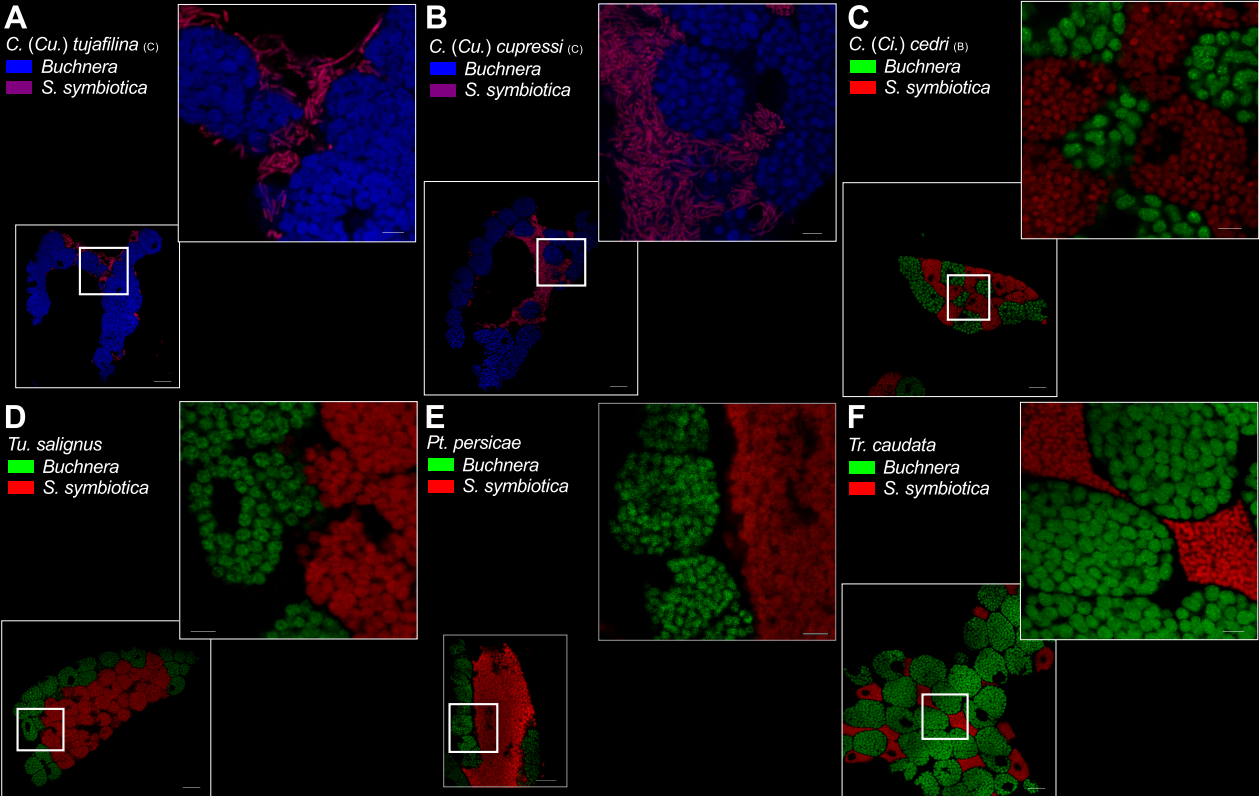 A
C. (Cu.) tujafilina (C)
Buchnera
S. symbiotica
B
C. (Cu.) cupressi (C)
Buchnera
S. symbiotica
C
C. (Ci.) cedri (B)
Buchnera
S. symbiotica
D
Tu. salignus
Buchnera
S. symbiotica
E
Pt. persicae
Buchnera
S. symbiotica
F
Tr. caudata
Buchnera
S. symbiotica